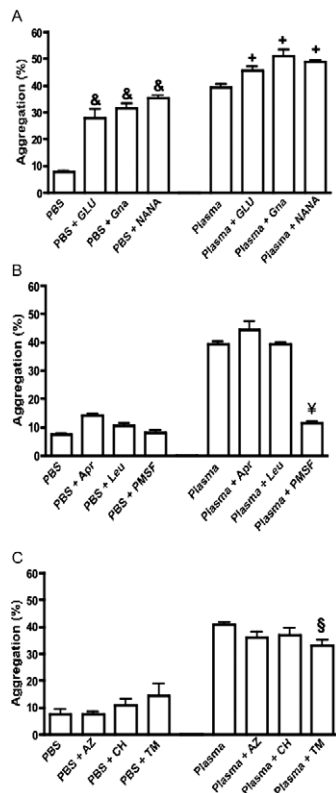 A
Aggregation (%)
60
50
40
30
20
10
0
&
&
&
+
+
+
PBS
PBS + GLU
PBS + Gna
PBS + NANA
Plasma
Plasma + GLU
Plasma + Gna
Plasma + NANA
B
Aggregation (%)
60
50
40
30
20
10
0
¥
PBS
PBS + Apr
PBS + Leu
PBS + PMSF
Plasma
Plasma + Apr
Plasma + Leu
Plasma + PMSF
C
Aggregation (%)
60
50
40
30
20
10
0
§
PBS
PBS + AZ
PBS + CH
PBS + TM
Plasma
Plasma + AZ
Plasma + CH
Plasma + TM